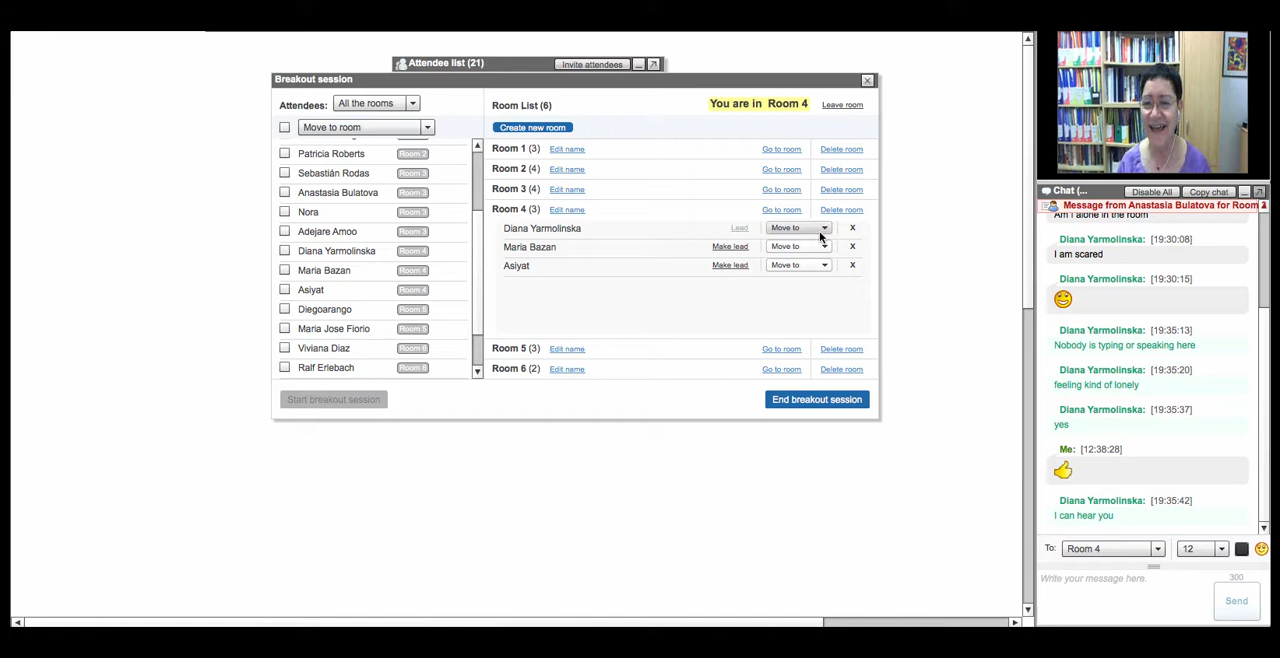 Attendee list (21)
Invite attendees
Breakout session
Attendees:
All the rooms
Move to room
Patricia Roberts Room 2
Sebastián Rodas Room 3
Anastasia Bulatova Room 3
Nora Room 3
Adejare Amoo Room 3
Diana Yarmolinska Room 4
Maria Bazan Room 4
Asiyat Room 4
Diegoarango Room 5
Maria Jose Fiorio Room 5
Viviana Diaz Room 6
Ralf Erlebach Room 6
Start breakout session
Room List (6)
You are in Room 4
Leave room
Create new room
Room 1 (3) Edit name Go to room Delete room
Room 2 (4) Edit name Go to room Delete room
Room 3 (4) Edit name Go to room Delete room
Room 4 (3) Edit name Go to room Delete room
Diana Yarmolinska Lead Move to X
Maria Bazan Make lead Move to X
Asiyat Make lead Move to X
Room 5 (3) Edit name Go to room Delete room
Room 6 (2) Edit name Go to room Delete room
End breakout session
Chat (...
Disable All
Copy chat
Message from Anastasia Bulatova for Room
Am I alone in the room
Diana Yarmolinska: [19:30:08]
I am scared
Diana Yarmolinska: [19:30:15]
Diana Yarmolinska: [19:35:13]
Nobody is typing or speaking here
Diana Yarmolinska: [19:35:20]
feeling kind of lonely
Diana Yarmolinska: [19:35:37]
yes
Me: [12:38:28]
Diana Yarmolinska: [19:35:42]
I can hear you
To: Room 4 12
Write your message here.
300
Send